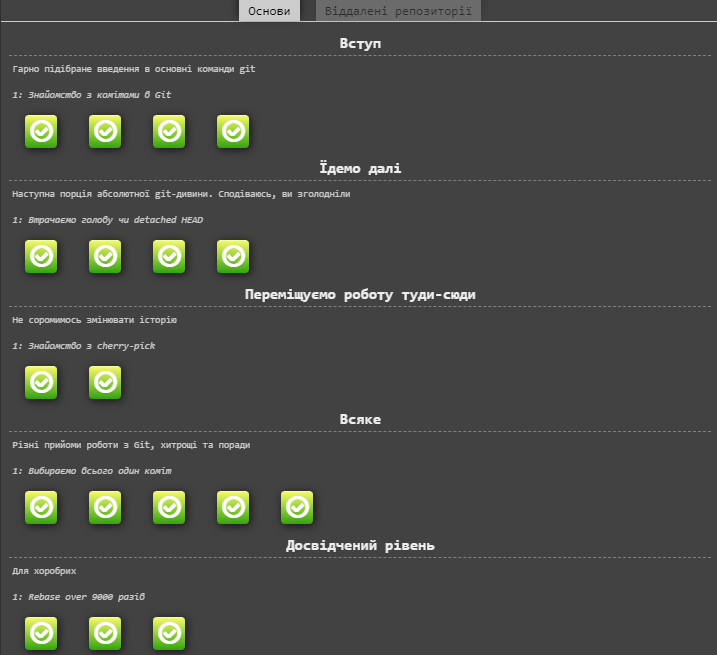 Основи
Віддалені репозиторії
Вступ
Гарно підібране введення в основні команди git
1: Знайомство з комітами в Git
Їдемо далі
Наступна порція абсолютної git-дивини. Сподіваюсь, ви зголодніли
1: Втрачаємо голову чи detached HEAD
Переміщуємо роботу туди-сюди
Не соромимось змінювати історію
1: Знайомство з cherry-pick
Всяке
Різні прийоми роботи з Git, хитрощі та поради
1: Вибираємо всього один коміт
Досвідчений рівень
Для хоробрих
1: Rebase over 9000 разів